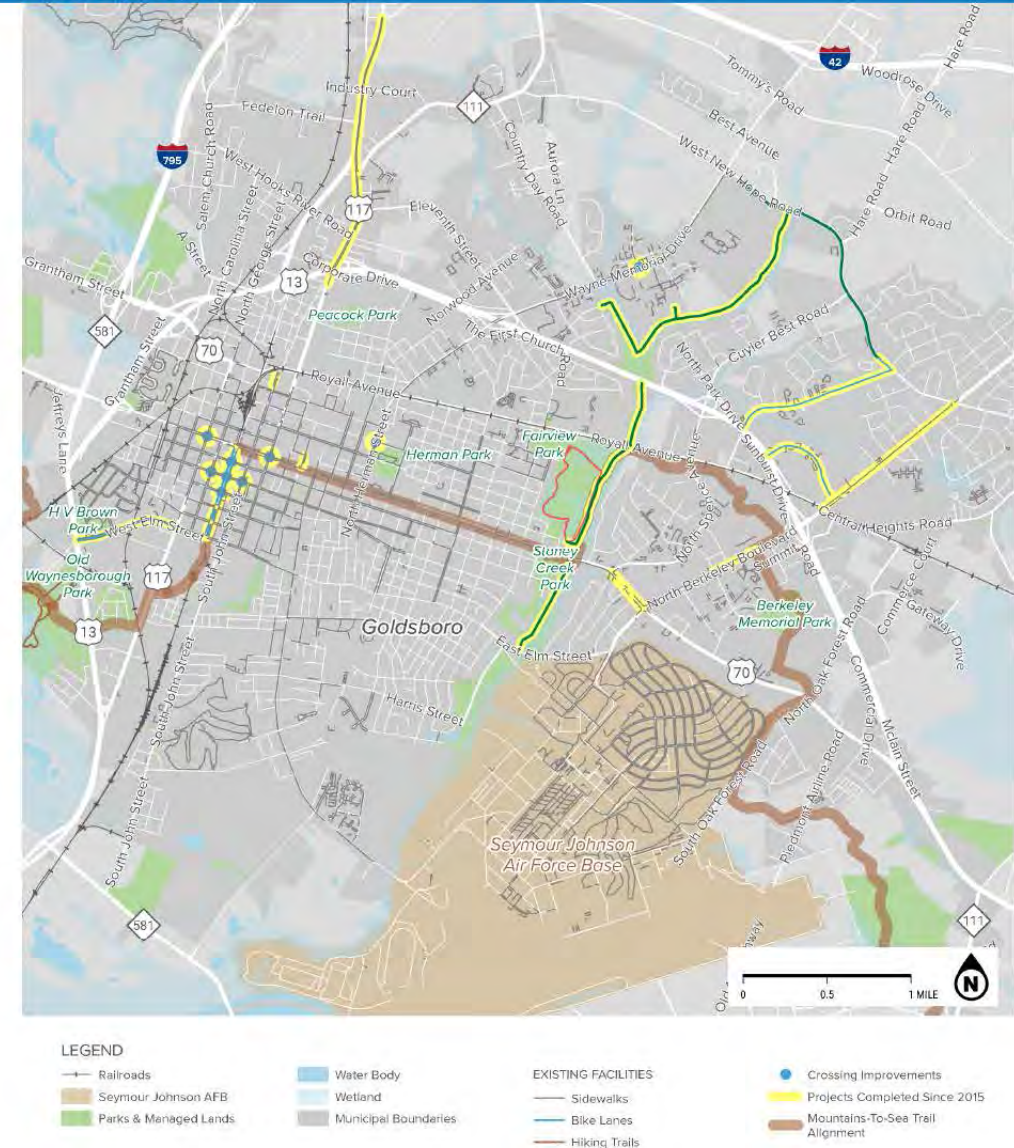 Hare Road
42
Woodrose Drive
Tommy's Road
Industry Court
111
Fedelon Trail
Best Avenue
Hare Road
Salem Church Road
795
West New Hope Road
Country Day Road
Aurora Ln
West Hooks River Road
Hare Road
Orbit Road
117
Eleventh Street
A Street
North Carolina Street
North George Street
Grantham Street
13
Corporate Drive
Wayne Memorial Drive
Norwood Avenue
Peacock Park
581
Grantham Street
70
The First Church
Road
Cuyler Best Road
North Park Drive
Royall Avenue
Jeffreys Lane
Fairview
Park
Royall Avenue
Sunburst Drive
North Herman Street
Herman Park
North Spence Avenue
H V Brown
Park
West Elm Street
South John Street
Central Heights Road
Stoney
Creek
Park
Old
Waynesborough
Park
117
North Berkeley Boulevard
Summit Road
Commerce Court
Gateway Drive
13
Goldsboro
Berkeley
Memorial Park
East Elm Street
70
North Oak Forest Road
South John Street
Harris Street
Commercial Drive
Mclain Street
South Oak Forest Road
Piedmont Airline Road
South John Street
Seymour Johnson
Air Force Base
581
111
0 0.5 1 MILE
N
LEGEND
Railroads
Seymour Johnson AFB
Parks & Managed Lands
Water Body
Wetland
Municipal Boundaries
EXISTING FACILITIES
Sidewalks
Bike Lanes
Hiking Trails
Crossing Improvements
Projects Completed Since 2015
Mountains-To-Sea Trail
Alignment